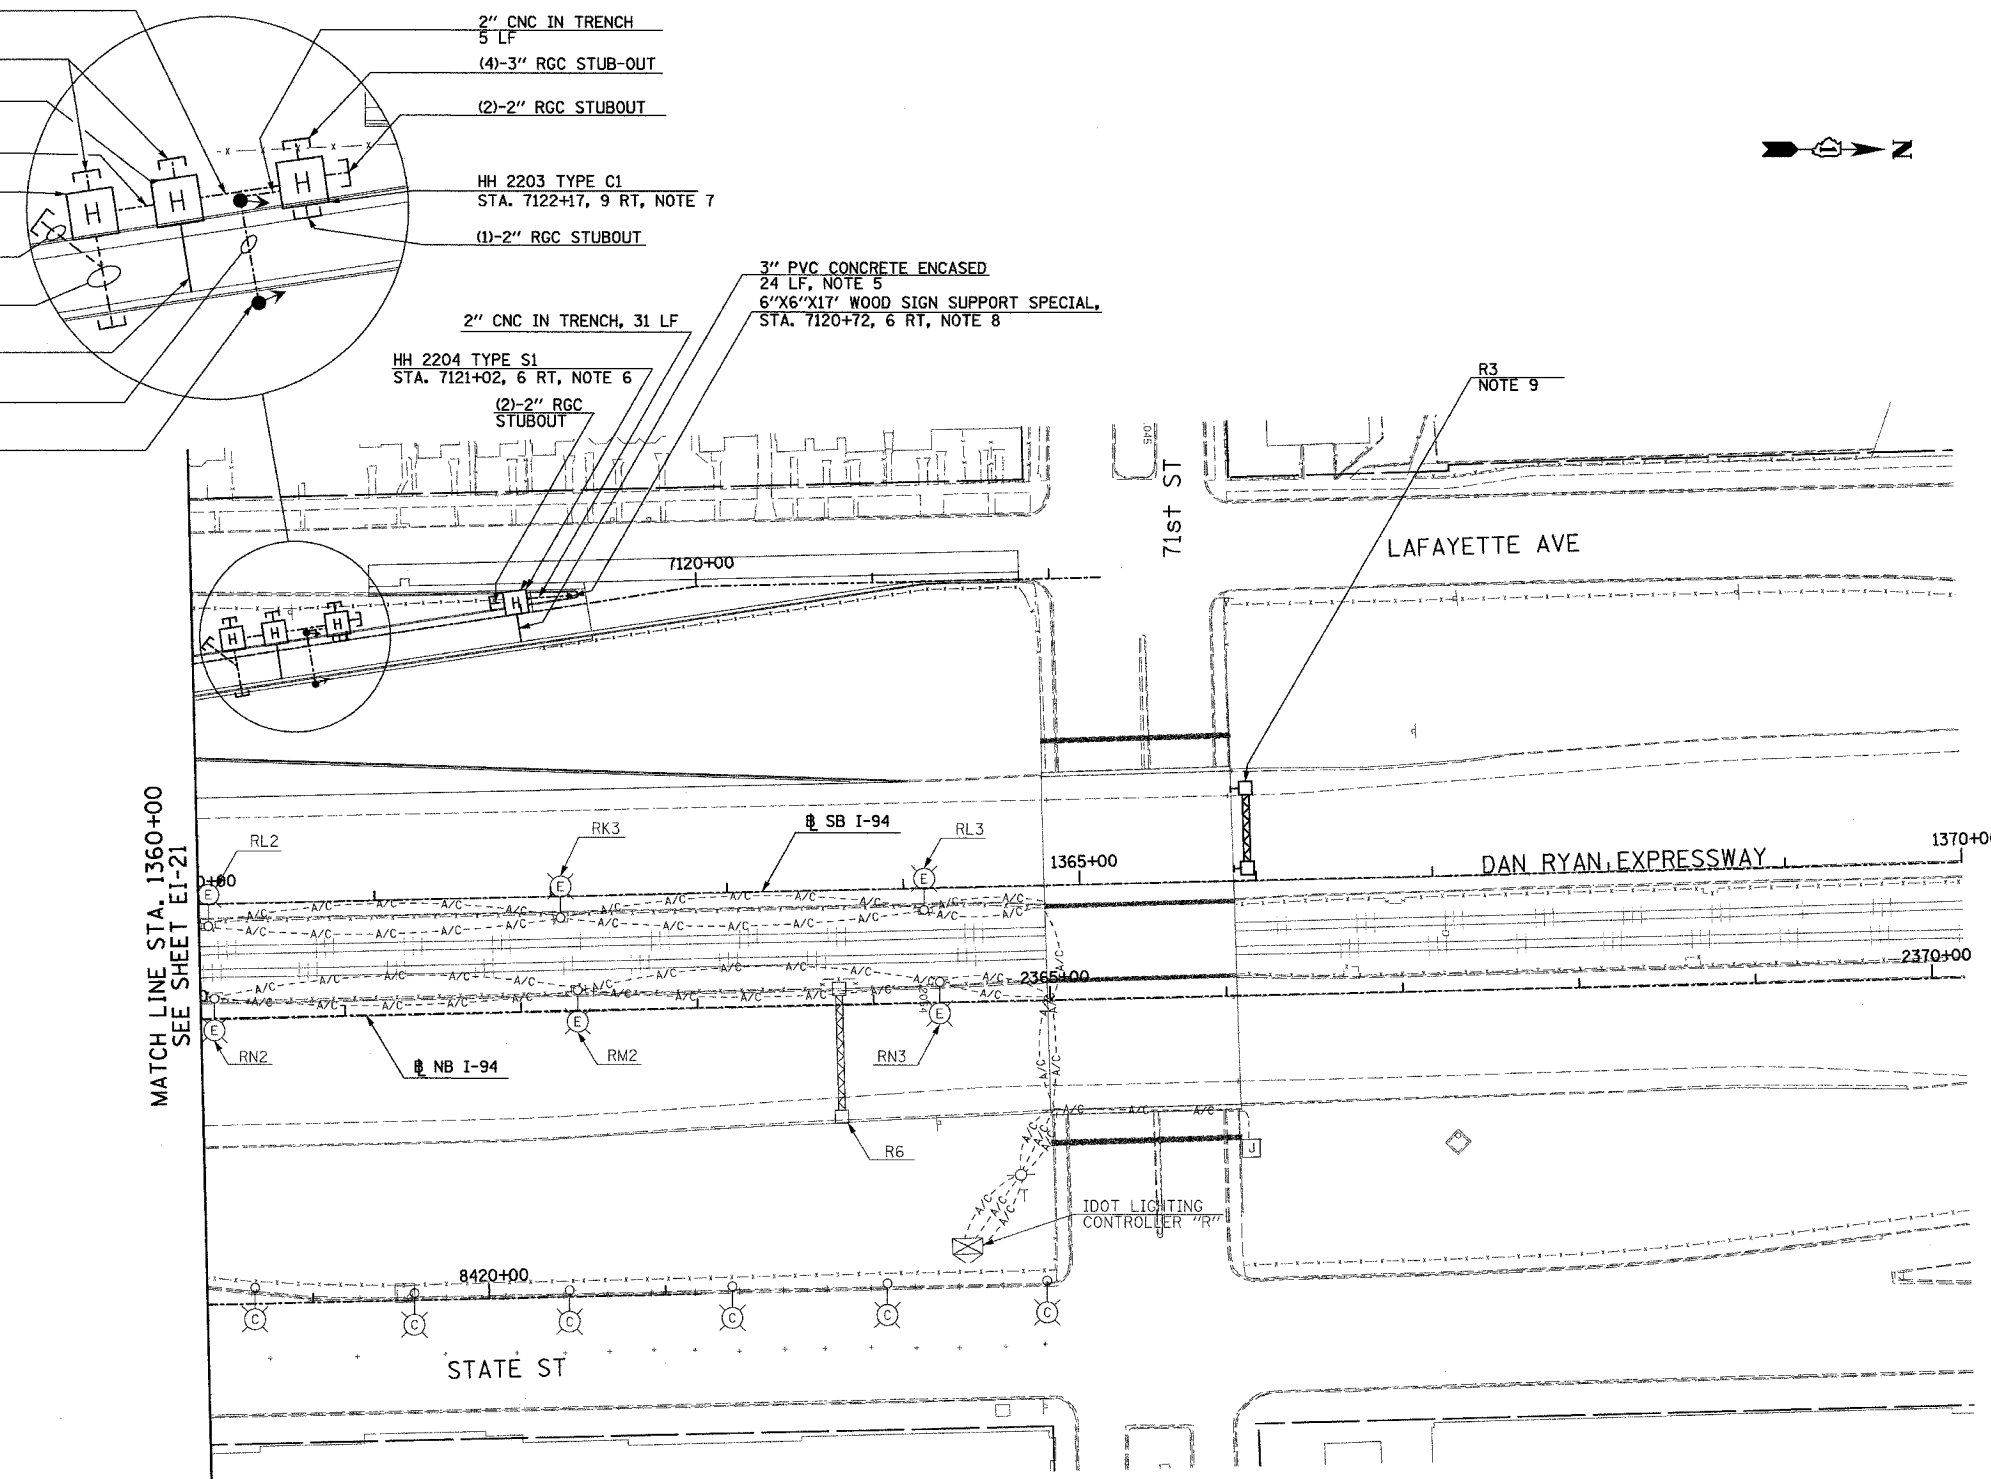 2" CNC IN TRENCH
5 LF
(4)-3" RGC STUB-OUT
(2)-2" RGC STUBOUT
HH 2203 TYPE C1
STA. 7122+17, 9 RT, NOTE 7
(1)-2" RGC STUBOUT
H
H
H
N
3" PVC CONCRETE ENCASED
24 LF, NOTE 5
6"X6"X17' WOOD SIGN SUPPORT SPECIAL,
STA. 7120+72, 6 RT, NOTE 8
2" CNC IN TRENCH, 31 LF
HH 2204 TYPE S1
STA. 7121+02, 6 RT, NOTE 6
(2)-2" RGC
STUBOUT
R3
NOTE 9
71st ST
LAFAYETTE AVE
7120+00
H
H
H
H
MATCH LINE STA. 1360+00
SEE SHEET EI-21
RL2
RK3
℄ SB I-94
RL3
1365+00
DAN RYAN EXPRESSWAY
1370+00
E
E
E
2365+00
2370+00
E
E
E
RN2
℄ NB I-94
RM2
RN3
R6
J
T
IDOT LIGHTING
CONTROLLER "R"
8420+00
C
C
C
C
C
C
STATE ST